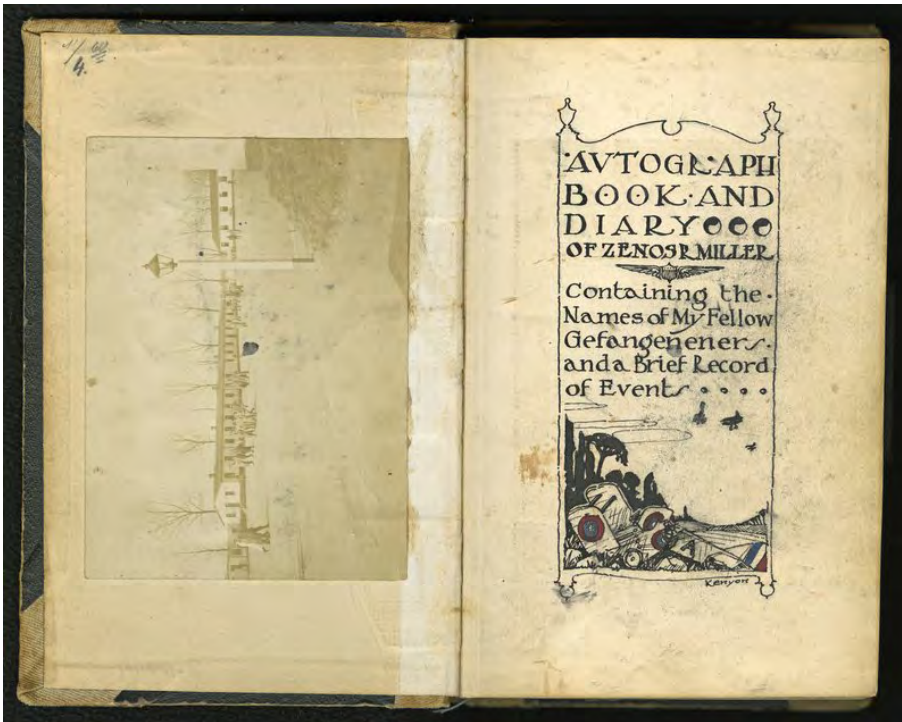 4.
·AVTOGRAPH
BOOK·AND
DIARY
OF ZENOS R MILLER
Containing the·
Names of My Fellow
Gefangeneners·
and a Brief Record
of Events · · · ·
Kenyon